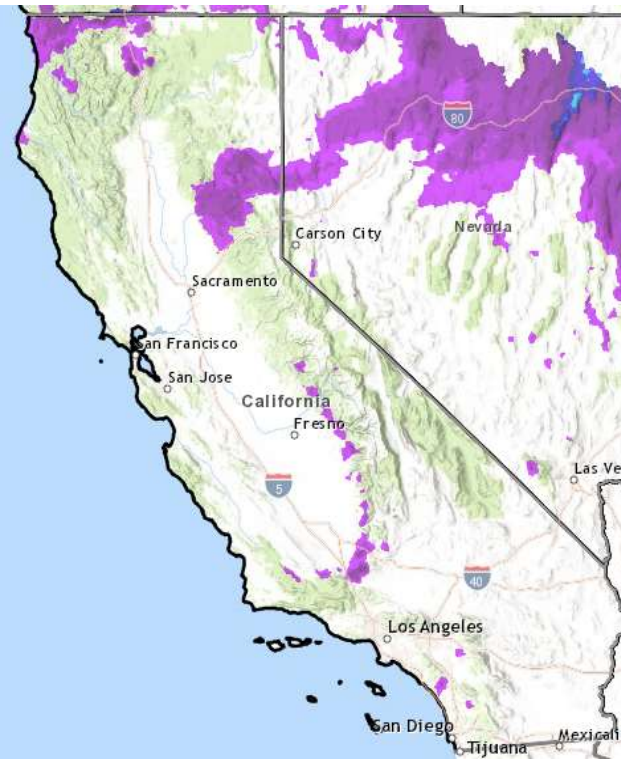 80
Nevada
Carson City
Sacramento
San Francisco
San Jose
California
Fresno
Las Ve
5
40
Los Angeles
San Diego
Tijuana
Mexicali